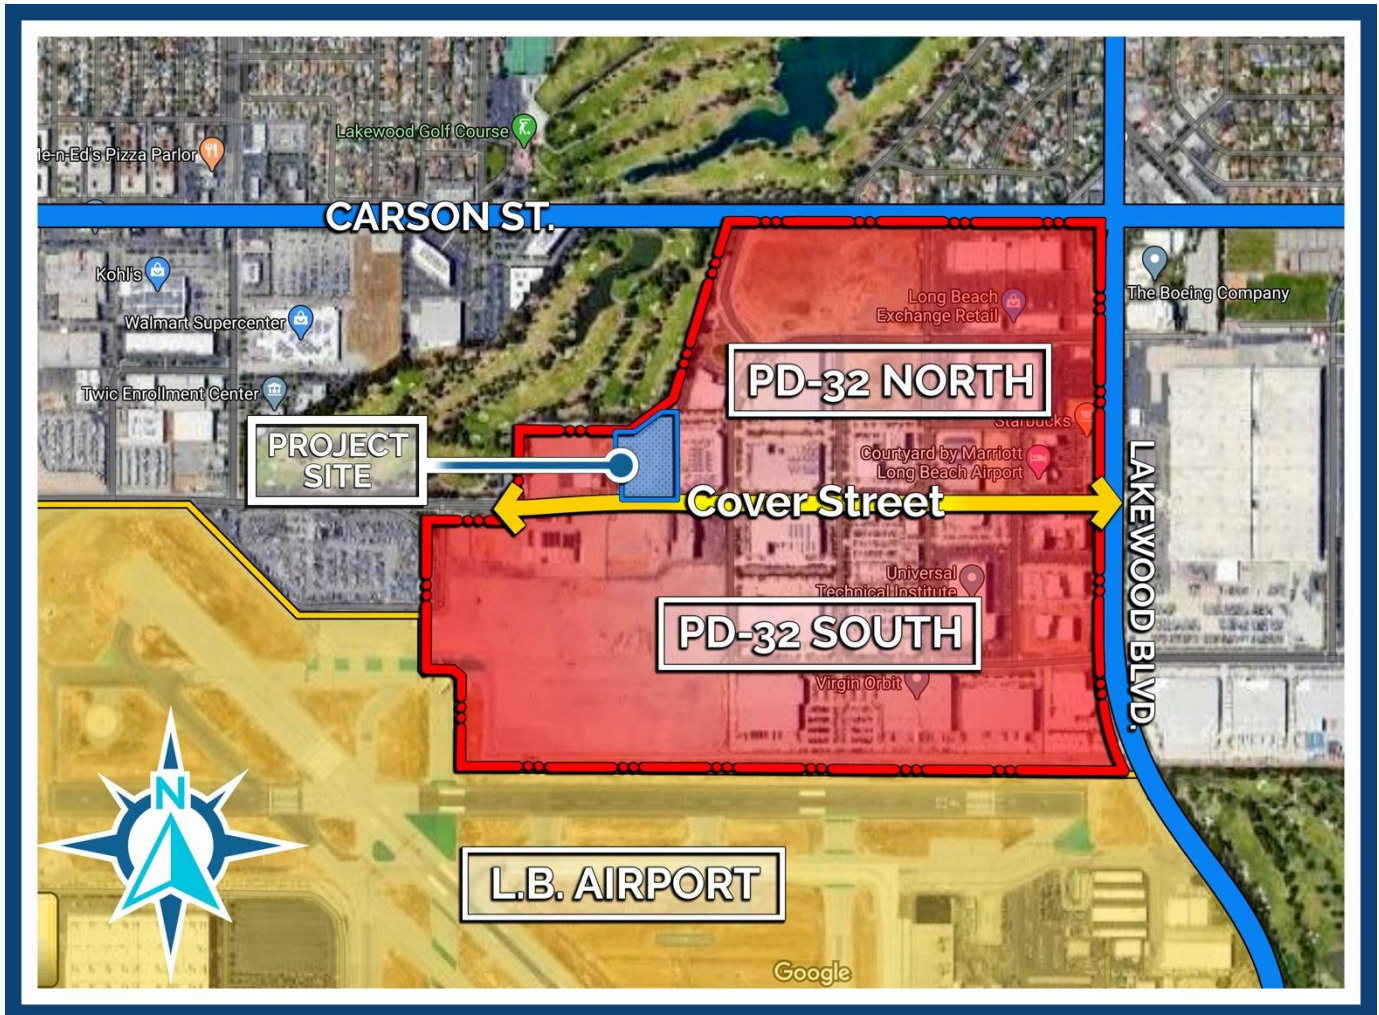 Lakewood Golf Course
le-n-Ed's Pizza Parlor
CARSON ST.
Kohl's
The Boeing Company
Long Beach
Exchange Retail
Walmart Supercenter
PD-32 NORTH
Twic Enrollment Center
Starbucks
PROJECT
SITE
Courtyard by Marriott
Long Beach Airport
Cover Street
LAKEWOOD BLVD.
Universal
Technical Institute
PD-32 SOUTH
Virgin Orbit
N
L.B. AIRPORT
Google